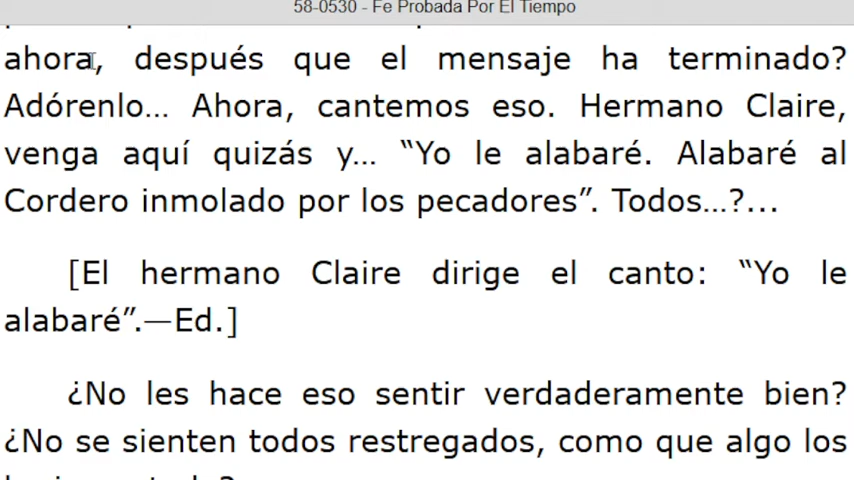 58-0530 - Fe Probada Por El Tiempo
ahora, después que el mensaje ha terminado?
Adórenlo... Ahora, cantemos eso. Hermano Claire,
venga aquí quizás y... “Yo le alabaré. Alabaré al
Cordero inmolado por los pecadores”. Todos...?...
[El hermano Claire dirige el canto: “Yo le
alabaré”.—Ed.]
¿No les hace eso sentir verdaderamente bien?
¿No se sienten todos restregados, como que algo los